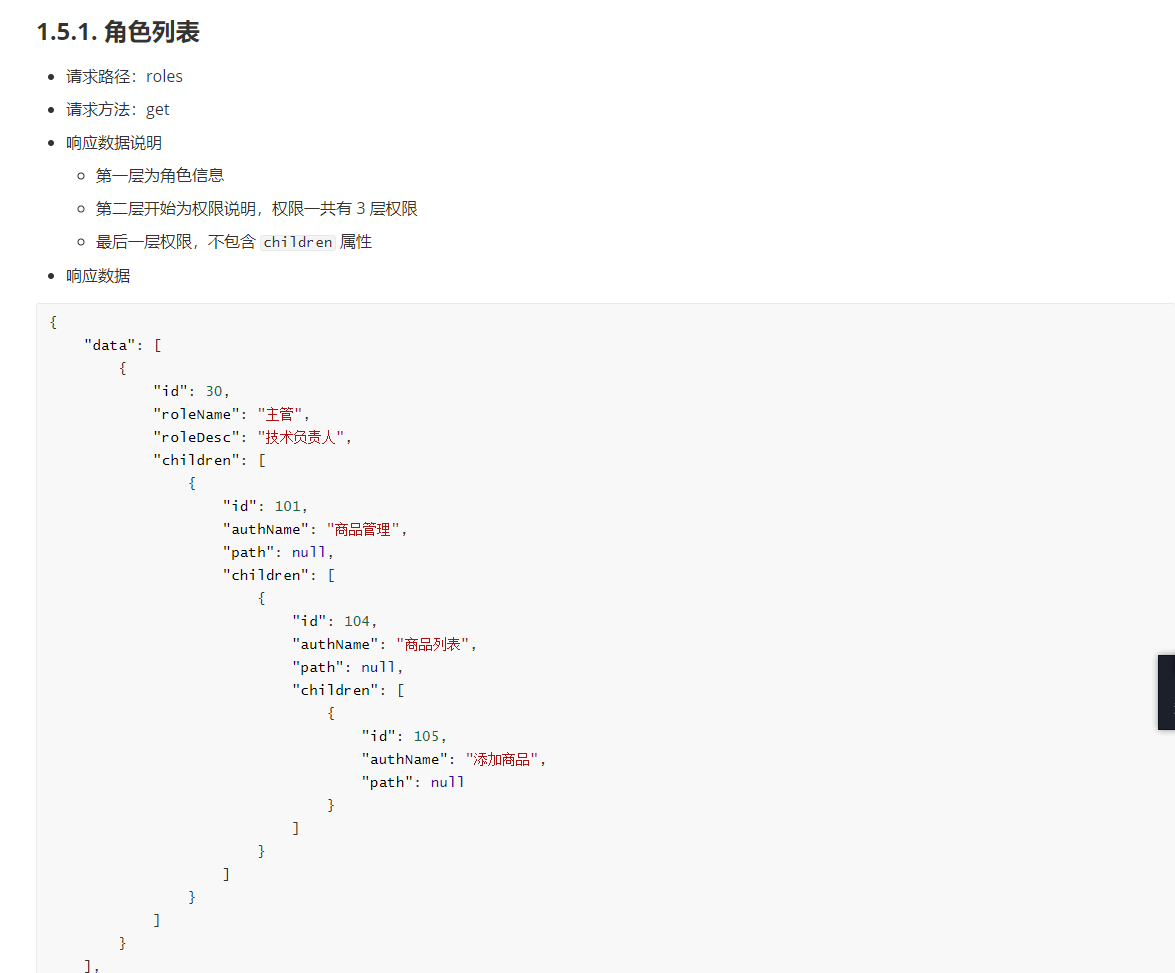 1.5.1. 角色列表
请求路径：roles
请求方法：get
响应数据说明
第一层为角色信息
第二层开始为权限说明，权限一共有 3 层权限
最后一层权限，不包含 children 属性
响应数据
{
    "data": [
        {
            "id": 30,
            "roleName": "主管",
            "roleDesc": "技术负责人",
            "children": [
                {
                    "id": 101,
                    "authName": "商品管理",
                    "path": null,
                    "children": [
                        {
                            "id": 104,
                            "authName": "商品列表",
                            "path": null,
                            "children": [
                                {
                                    "id": 105,
                                    "authName": "添加商品",
                                    "path": null
                                }
                            ]
                        }
                    ]
                }
            ]
        }
    ],